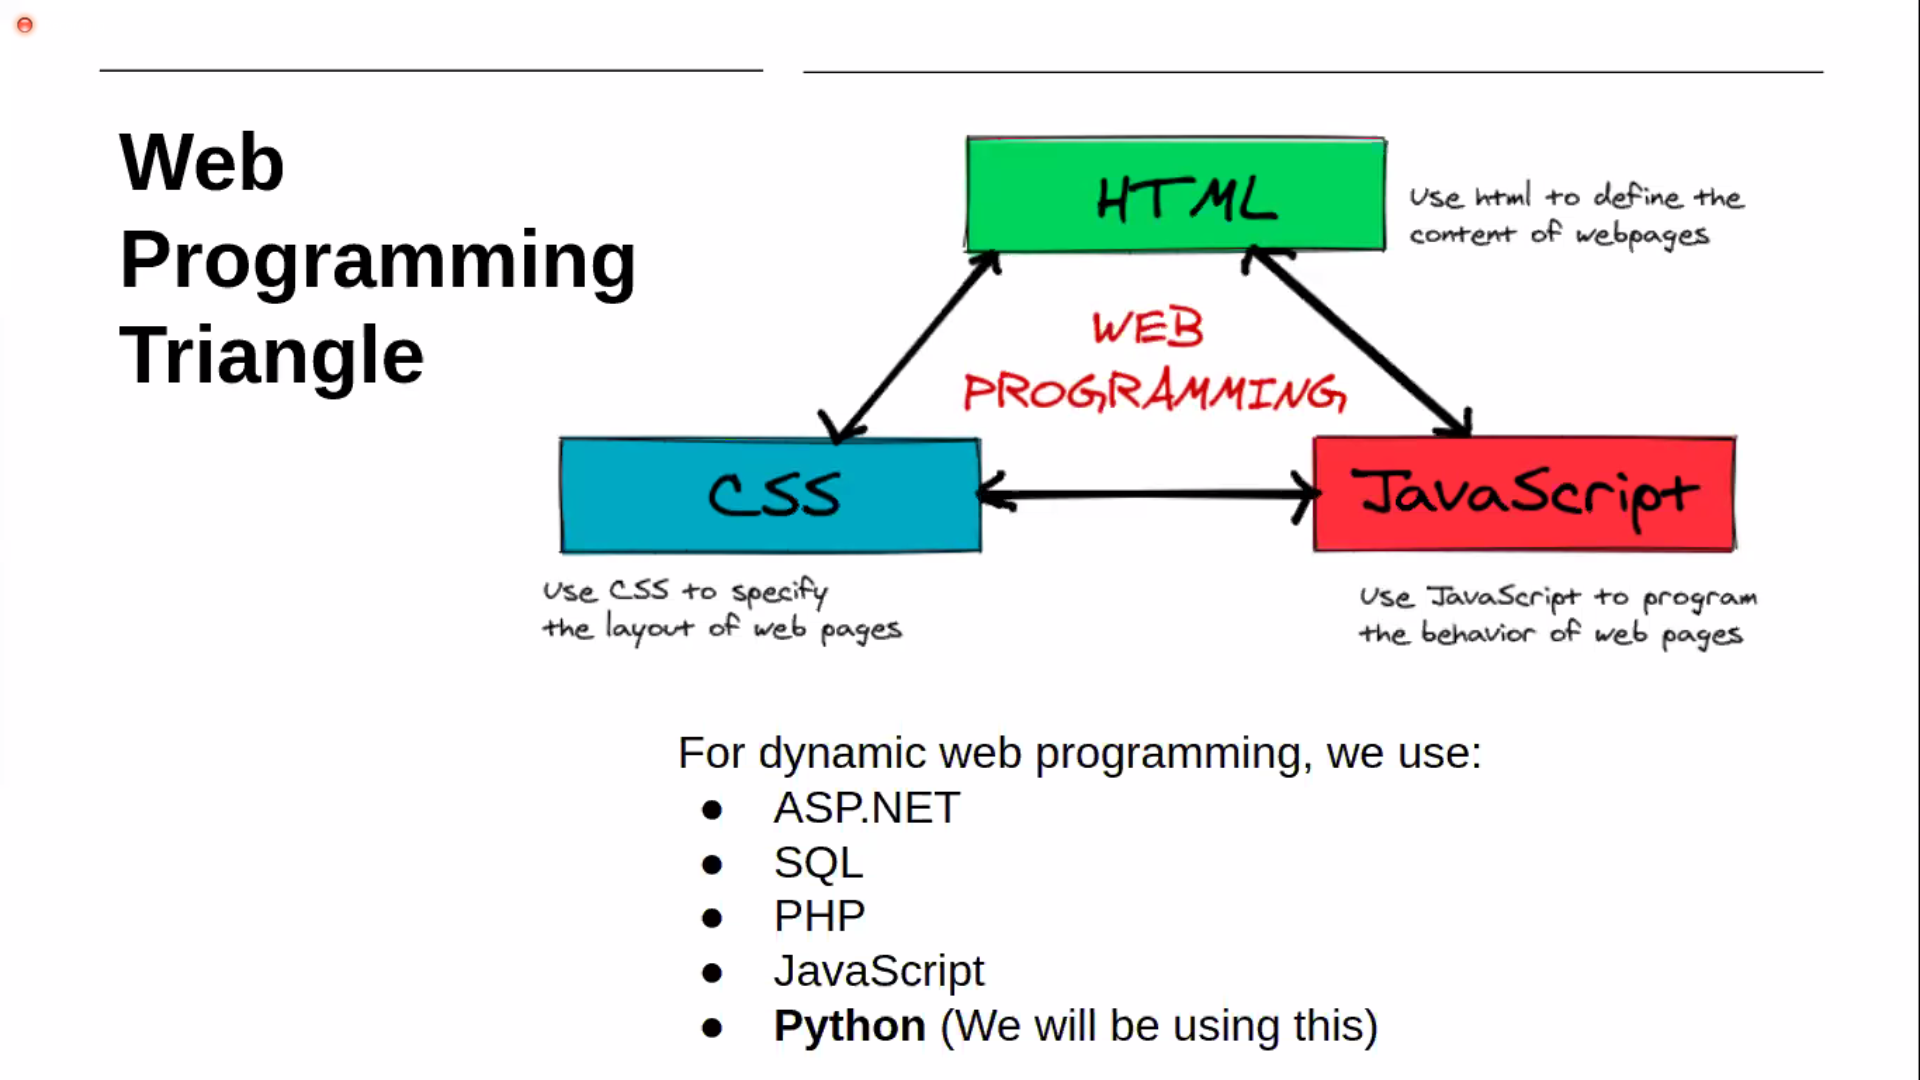 Web
Programming
Triangle
HTML
Use html to define the
content of webpages
WEB
PROGRAMMING
CSS
JavaScript
Use CSS to specify
the layout of web pages
Use JavaScript to program
the behavior of web pages
For dynamic web programming, we use:
● ASP.NET
● SQL
● PHP
● JavaScript
● Python (We will be using this)